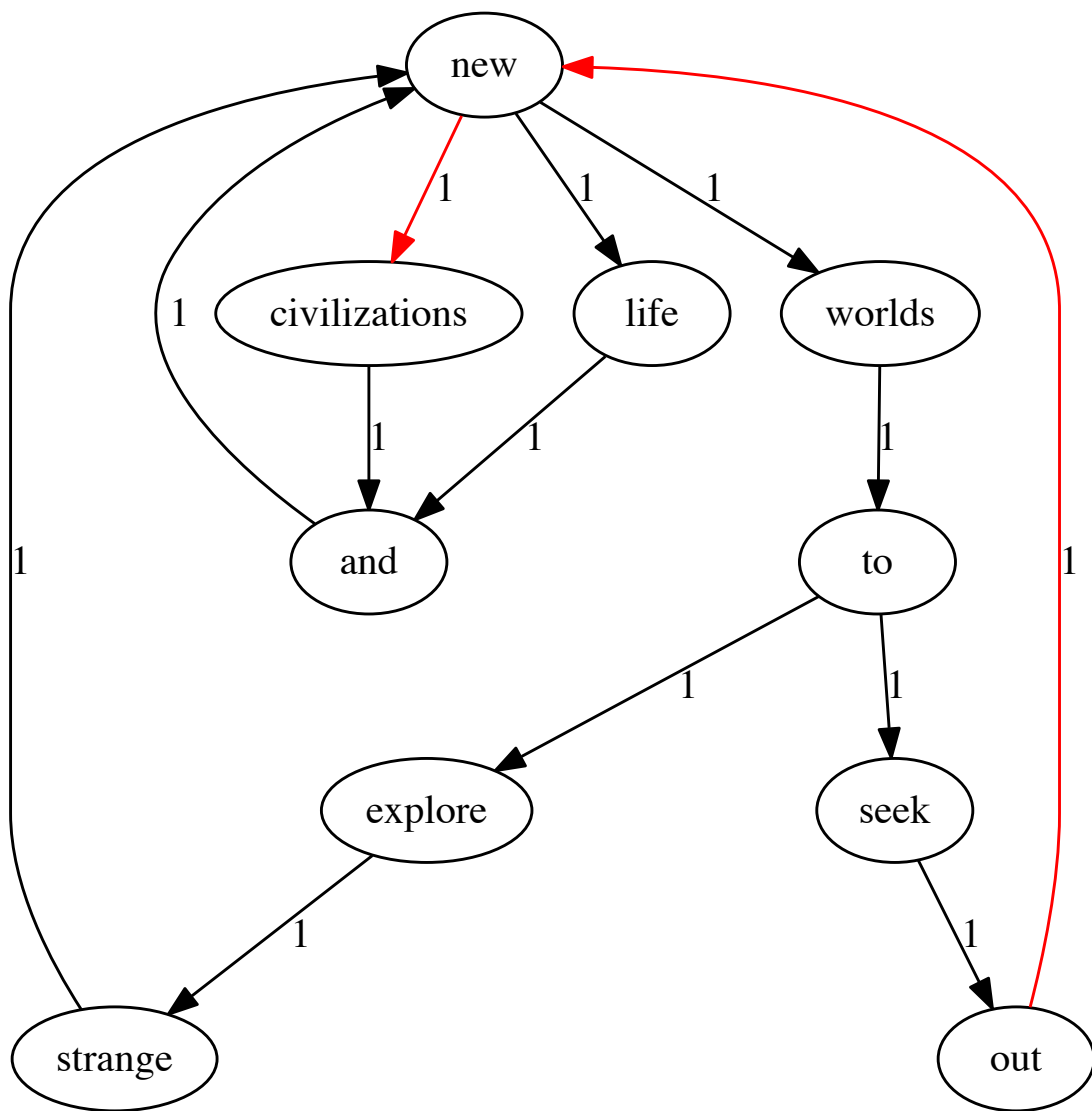 new
1 1 1
civilizations life worlds
1
1 1 1
and to
1 1
1 1
explore seek
1 1
strange out